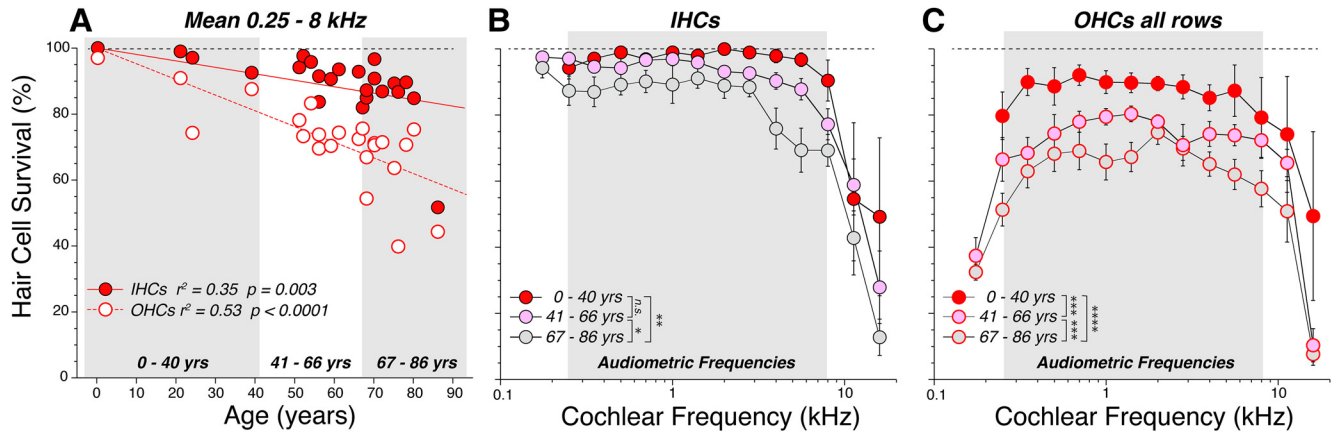 A
Mean 0.25 - 8 kHz
Hair Cell Survival (%)
100
80
60
40
20
0
IHCs r² = 0.35 p = 0.003
OHCs r² = 0.53 p < 0.0001
0 - 40 yrs
41 - 66 yrs
67 - 86 yrs
0 10 20 30 40 50 60 70 80 90
Age (years)
B
IHCs
0 - 40 yrs
41 - 66 yrs
67 - 86 yrs
n.s.
*
**
Audiometric Frequencies
0.1 1 10
Cochlear Frequency (kHz)
C
OHCs all rows
0 - 40 yrs
41 - 66 yrs
67 - 86 yrs
****
***
****
Audiometric Frequencies
0.1 1 10
Cochlear Frequency (kHz)